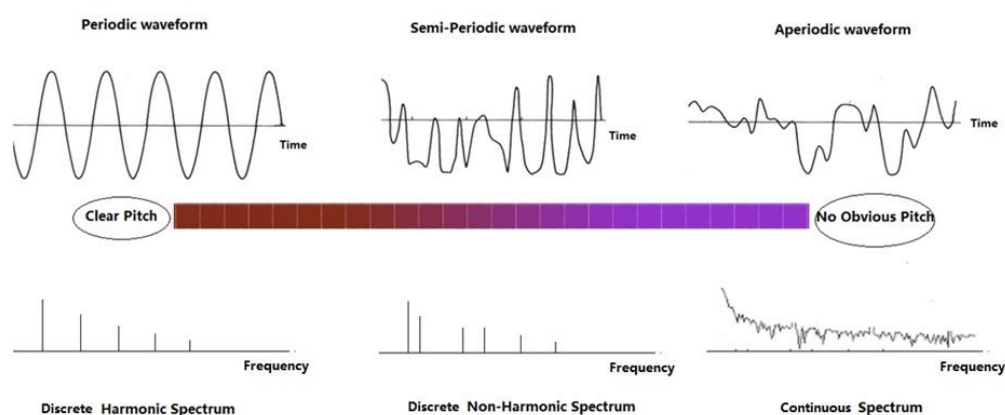 Periodic waveform
Semi-Periodic waveform
Aperiodic waveform
Time
Time
Time
Clear Pitch
No Obvious Pitch
Frequency
Frequency
Frequency
Discrete Harmonic Spectrum
Discrete Non-Harmonic Spectrum
Continuous Spectrum